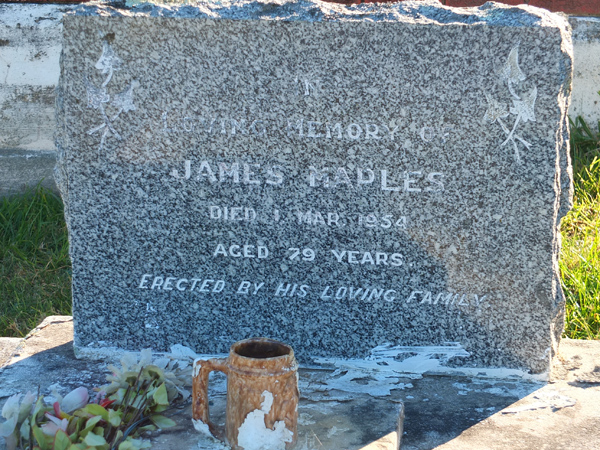 IN
LOVING MEMORY OF
JAMES MAPLES
DIED 1 MAR. 1954
AGED 79 YEARS.
ERECTED BY HIS LOVING FAMILY